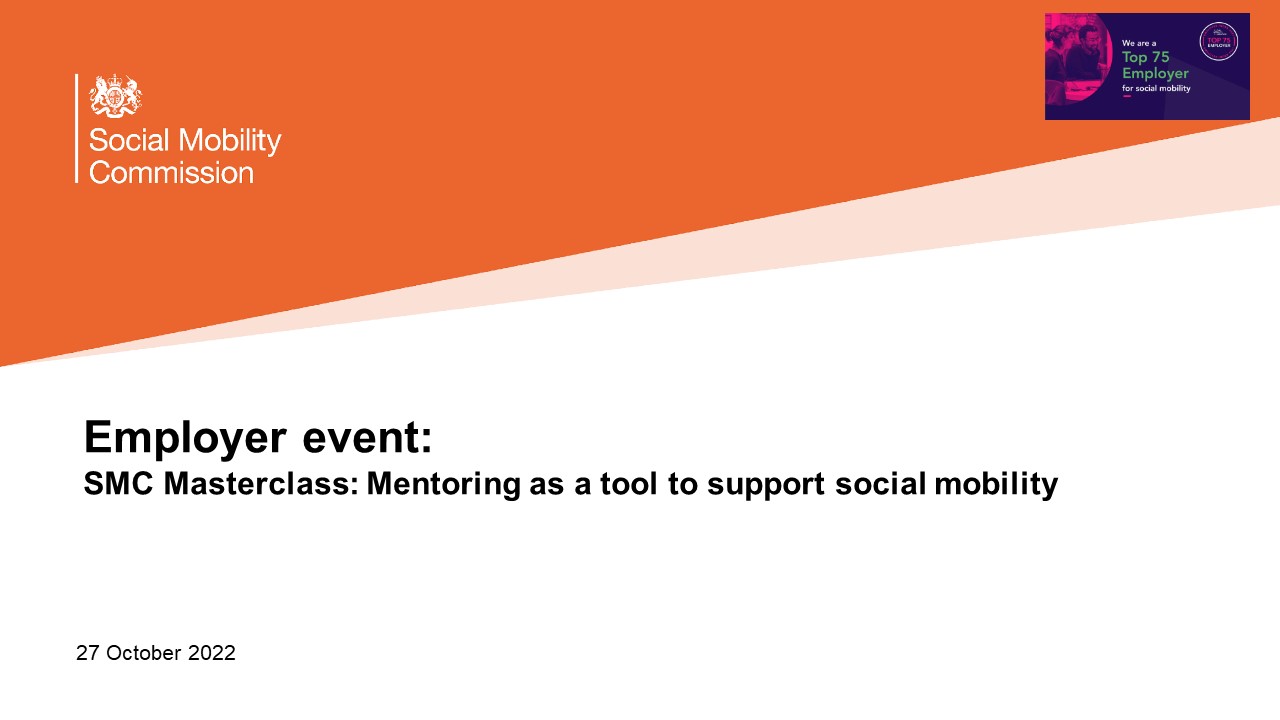 Social Mobility
Commission
We are a
Top 75
Employer
for social mobility
TOP 75
EMPLOYER
Employer event:
SMC Masterclass: Mentoring as a tool to support social mobility
27 October 2022